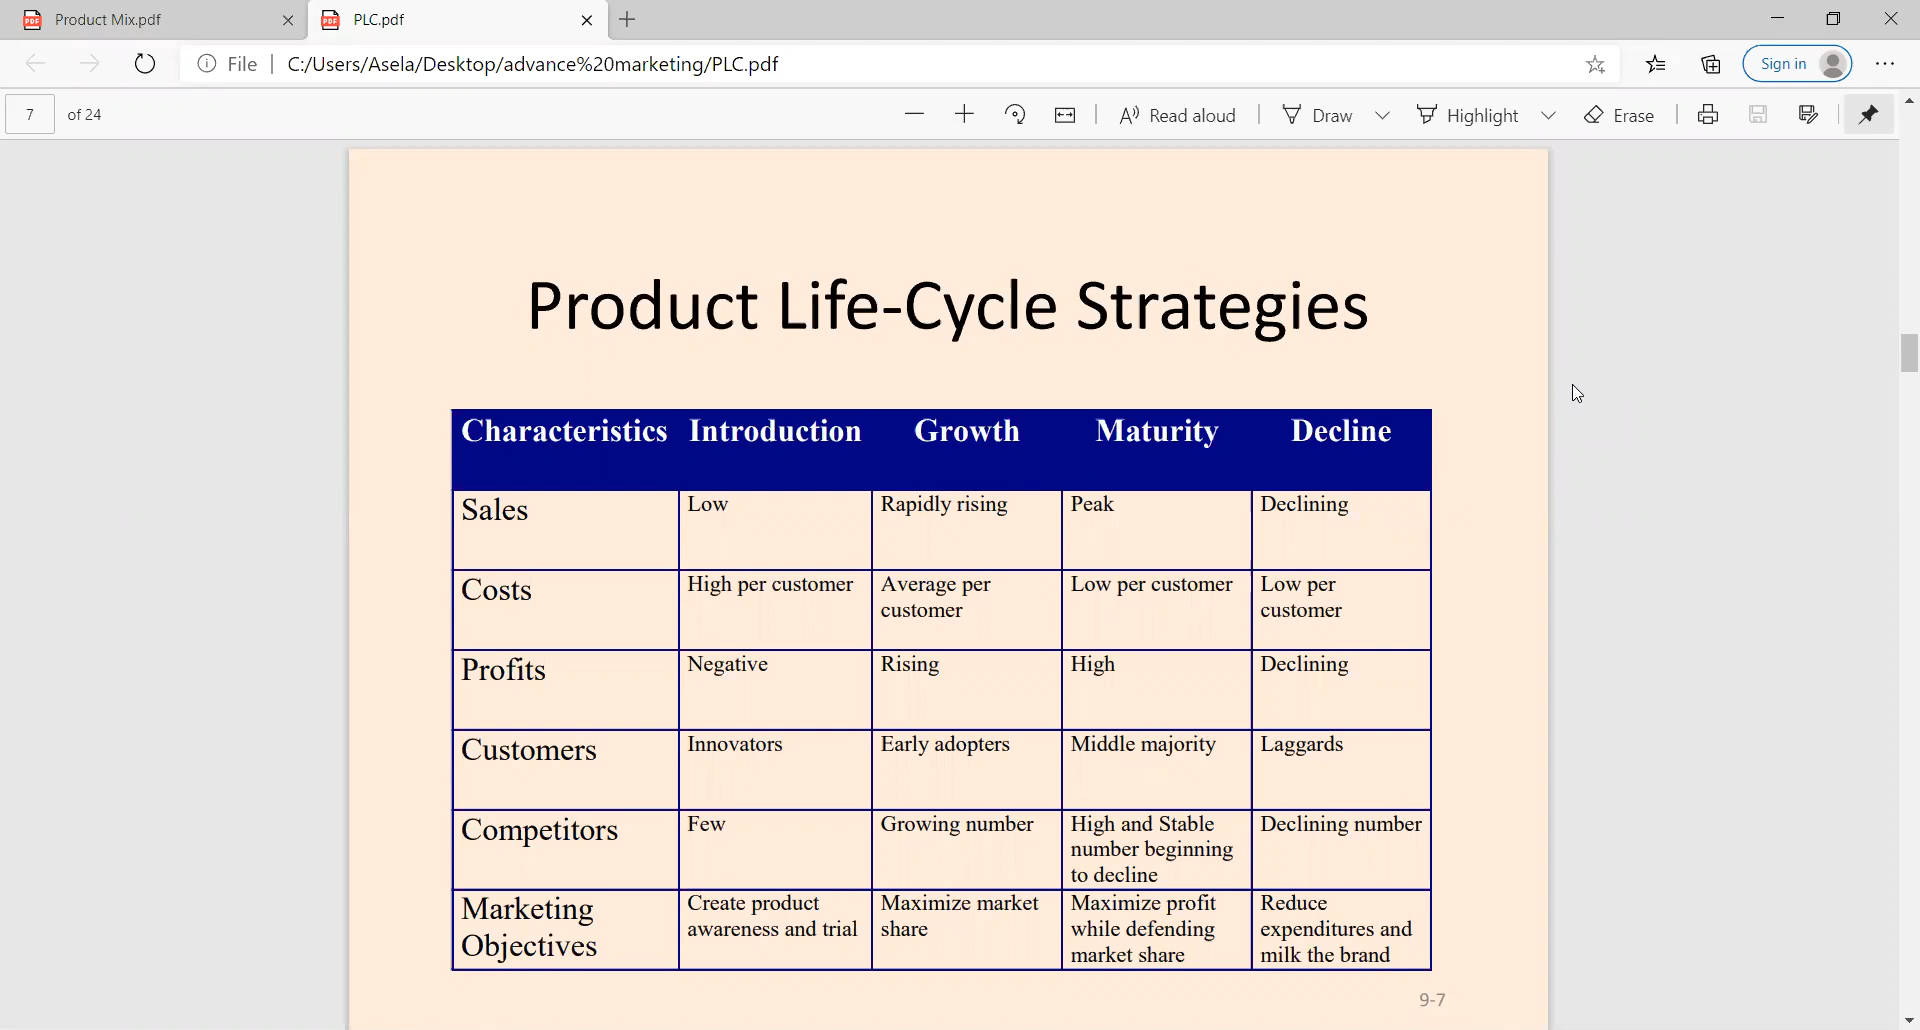 Product Mix.pdf
PLC.pdf
File
C:/Users/Asela/Desktop/advance%20marketing/PLC.pdf
Sign in
7 of 24
Read aloud
Draw
Highlight
Erase
Product Life-Cycle Strategies
Characteristics Introduction Growth Maturity Decline
Sales
Low
Rapidly rising
Peak
Declining
Costs
High per customer
Average per
customer
Low per customer
Low per
customer
Profits
Negative
Rising
High
Declining
Customers
Innovators
Early adopters
Middle majority
Laggards
Competitors
Few
Growing number
High and Stable
number beginning
to decline
Declining number
Marketing
Objectives
Create product
awareness and trial
Maximize market
share
Maximize profit
while defending
market share
Reduce
expenditures and
milk the brand
9-7